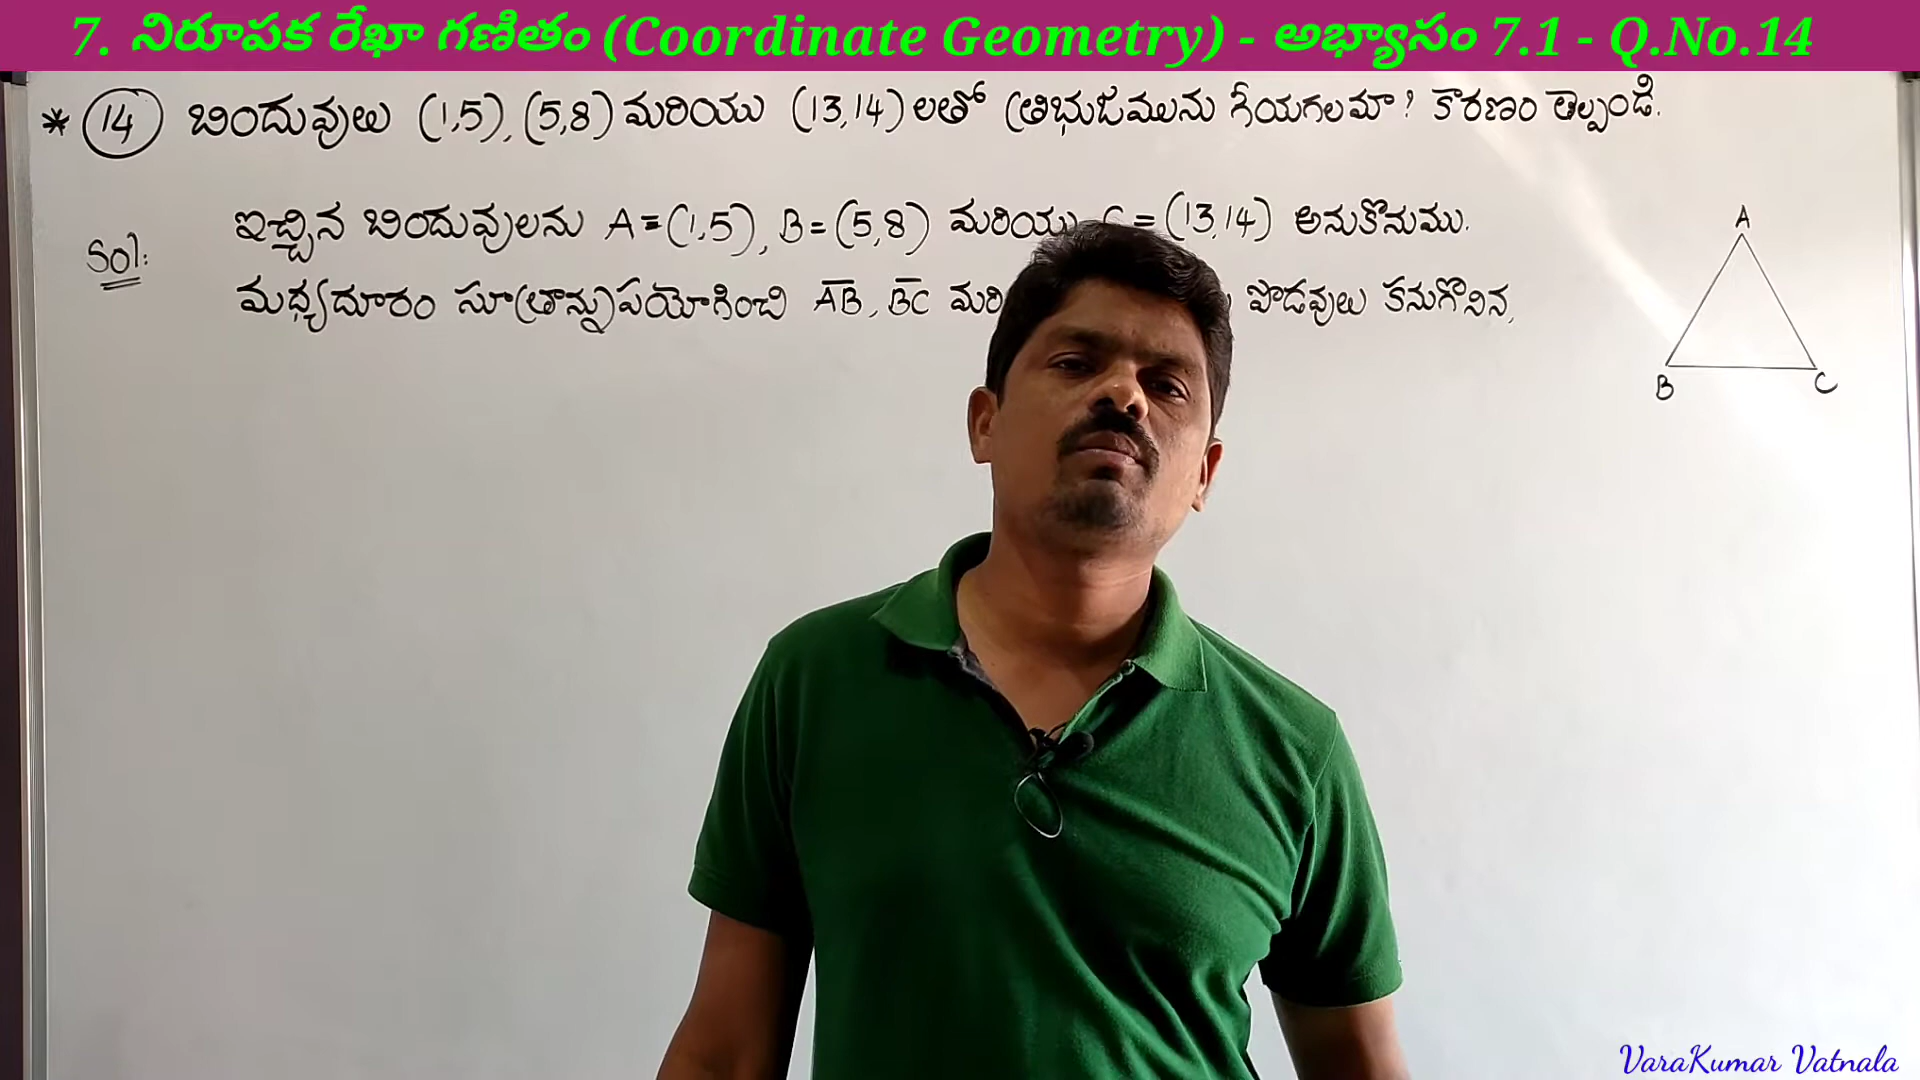 7. నిరూపక రేఖా గణితం (Coordinate Geometry) - అభ్యాసం 7.1 - Q.No.14
* 14 బిందువులు (1,5), (5,8) మరియు (13,14) లతో త్రిభుజమును గీయగలమా? కారణం తెల్పండి.
Sol: ఇచ్చిన బిందువులను A = (1,5), B = (5,8) మరియు C = (13,14) అనుకొనుము.
మధ్యదూరం సూత్రాన్నుపయోగించి AB, BC మరి పొడవులు కనుగొనిన,
A
B C
VaraKumar Vatnala